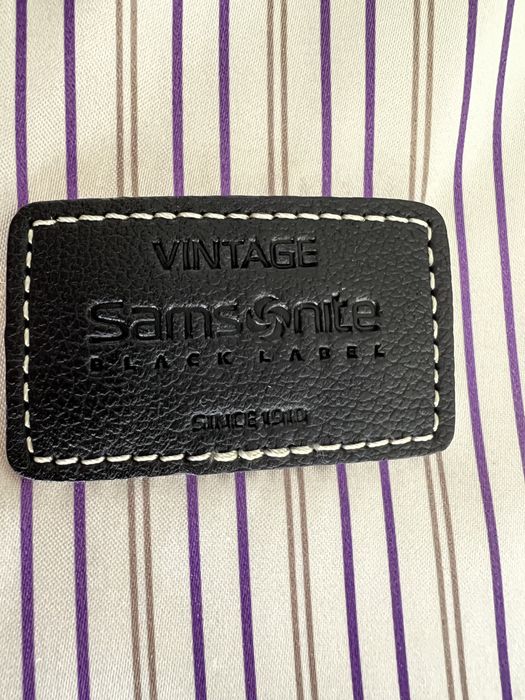 VINTAGE
Samsonite
BLACK LABEL
SINCE 1910